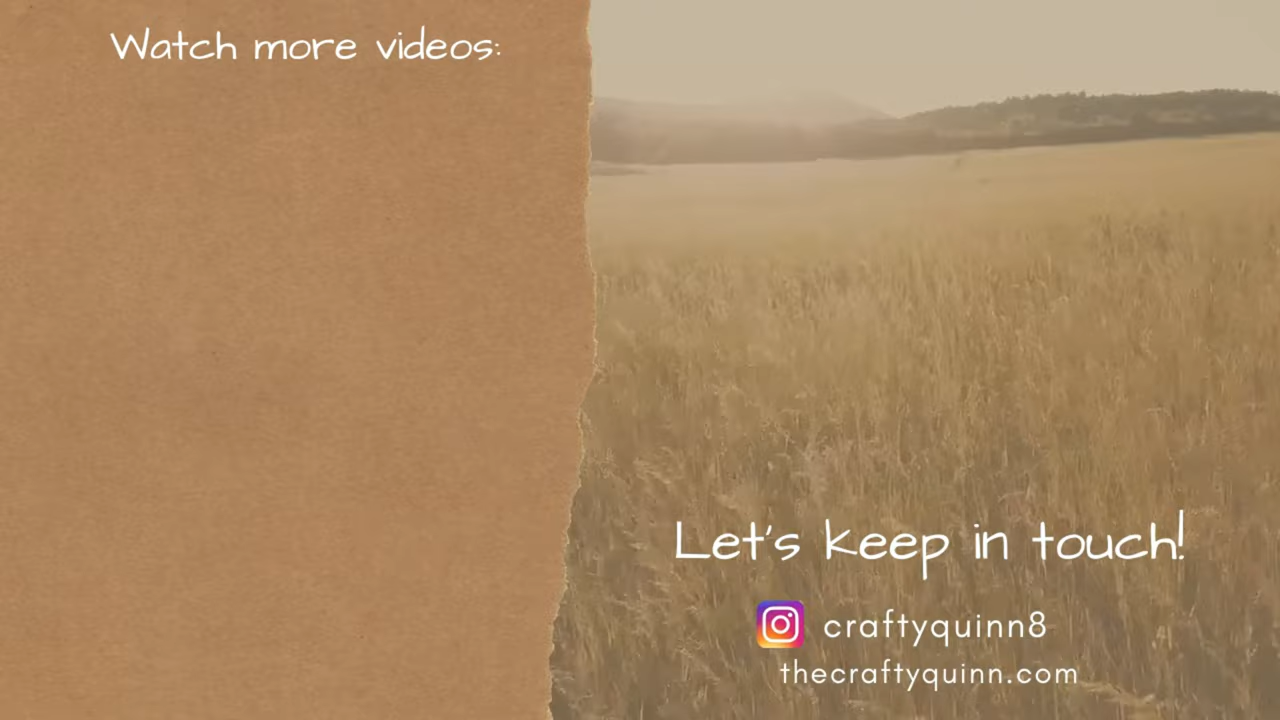 Watch more videos:
Let's keep in touch!
craftyquinn8
thecraftyquinn.com